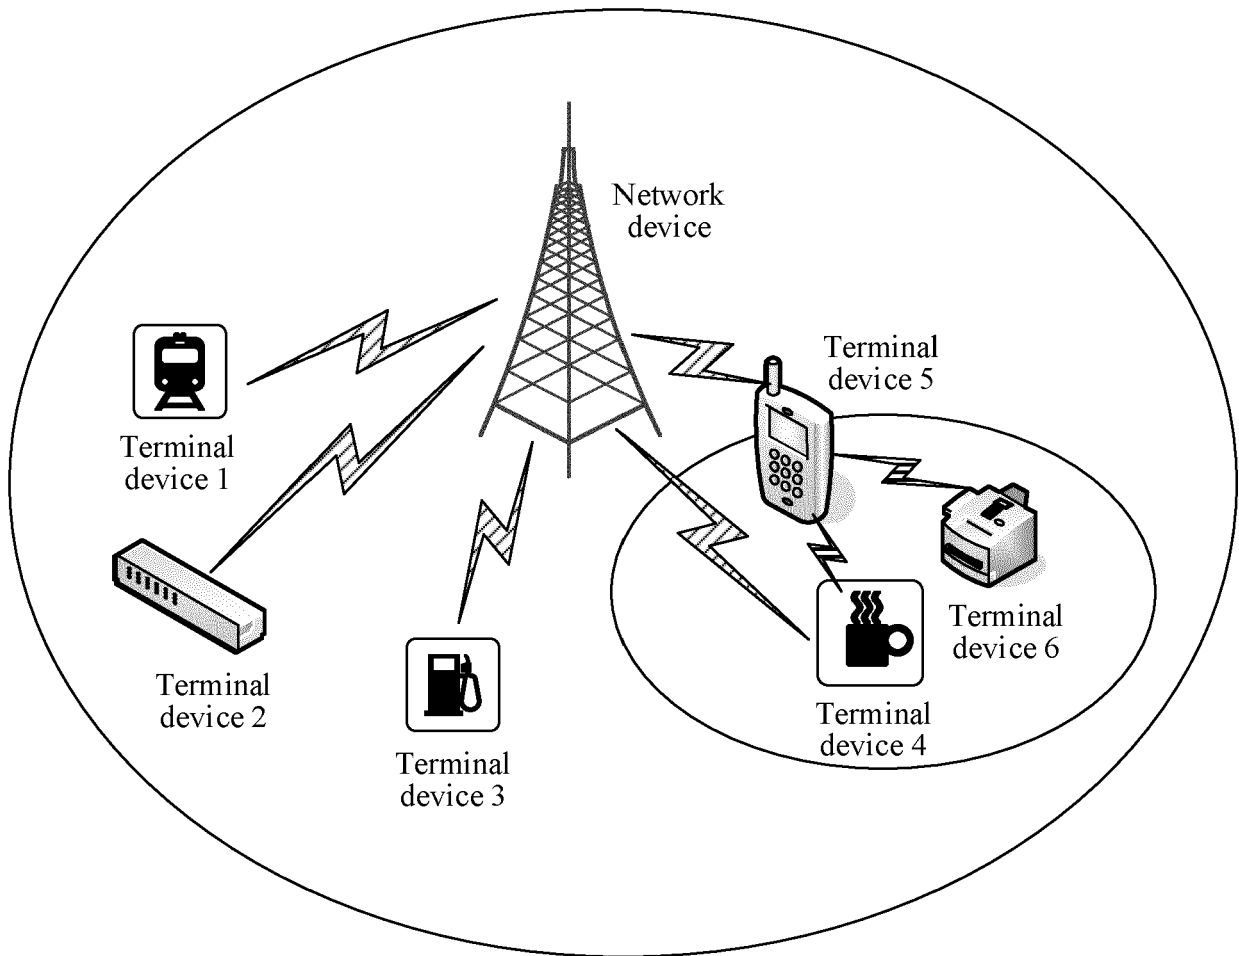 Network
device
Terminal
device 5
Terminal
device 1
Terminal
device 6
Terminal
device 2
Terminal
device 4
Terminal
device 3